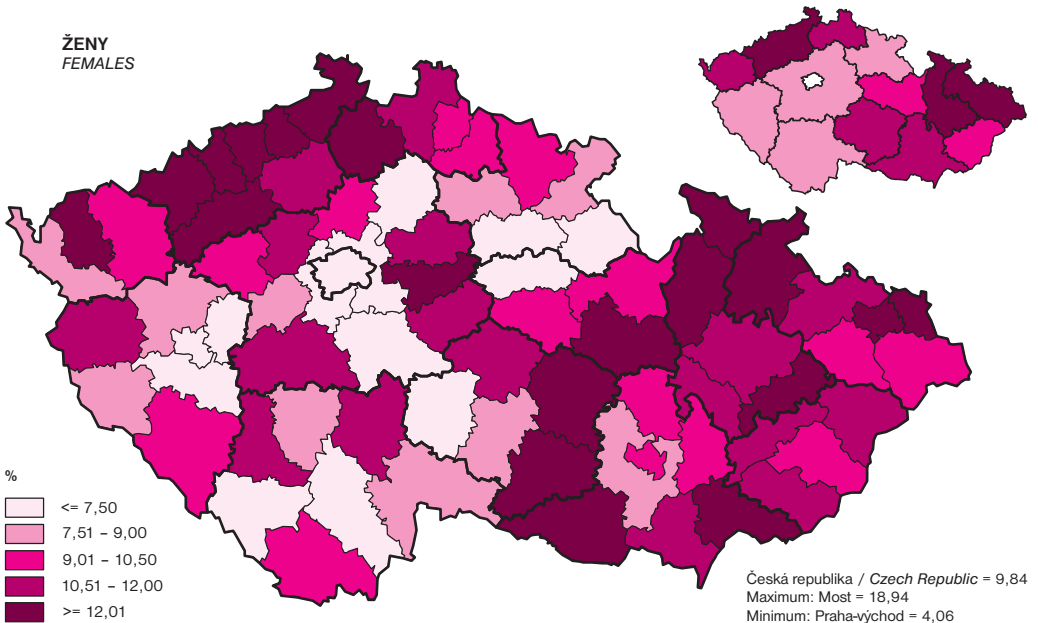 ŽENY
FEMALES
%
<= 7,50
7,51 – 9,00
9,01 – 10,50
10,51 – 12,00
>= 12,01
Česká republika / Czech Republic = 9,84
Maximum: Most = 18,94
Minimum: Praha-východ = 4,06